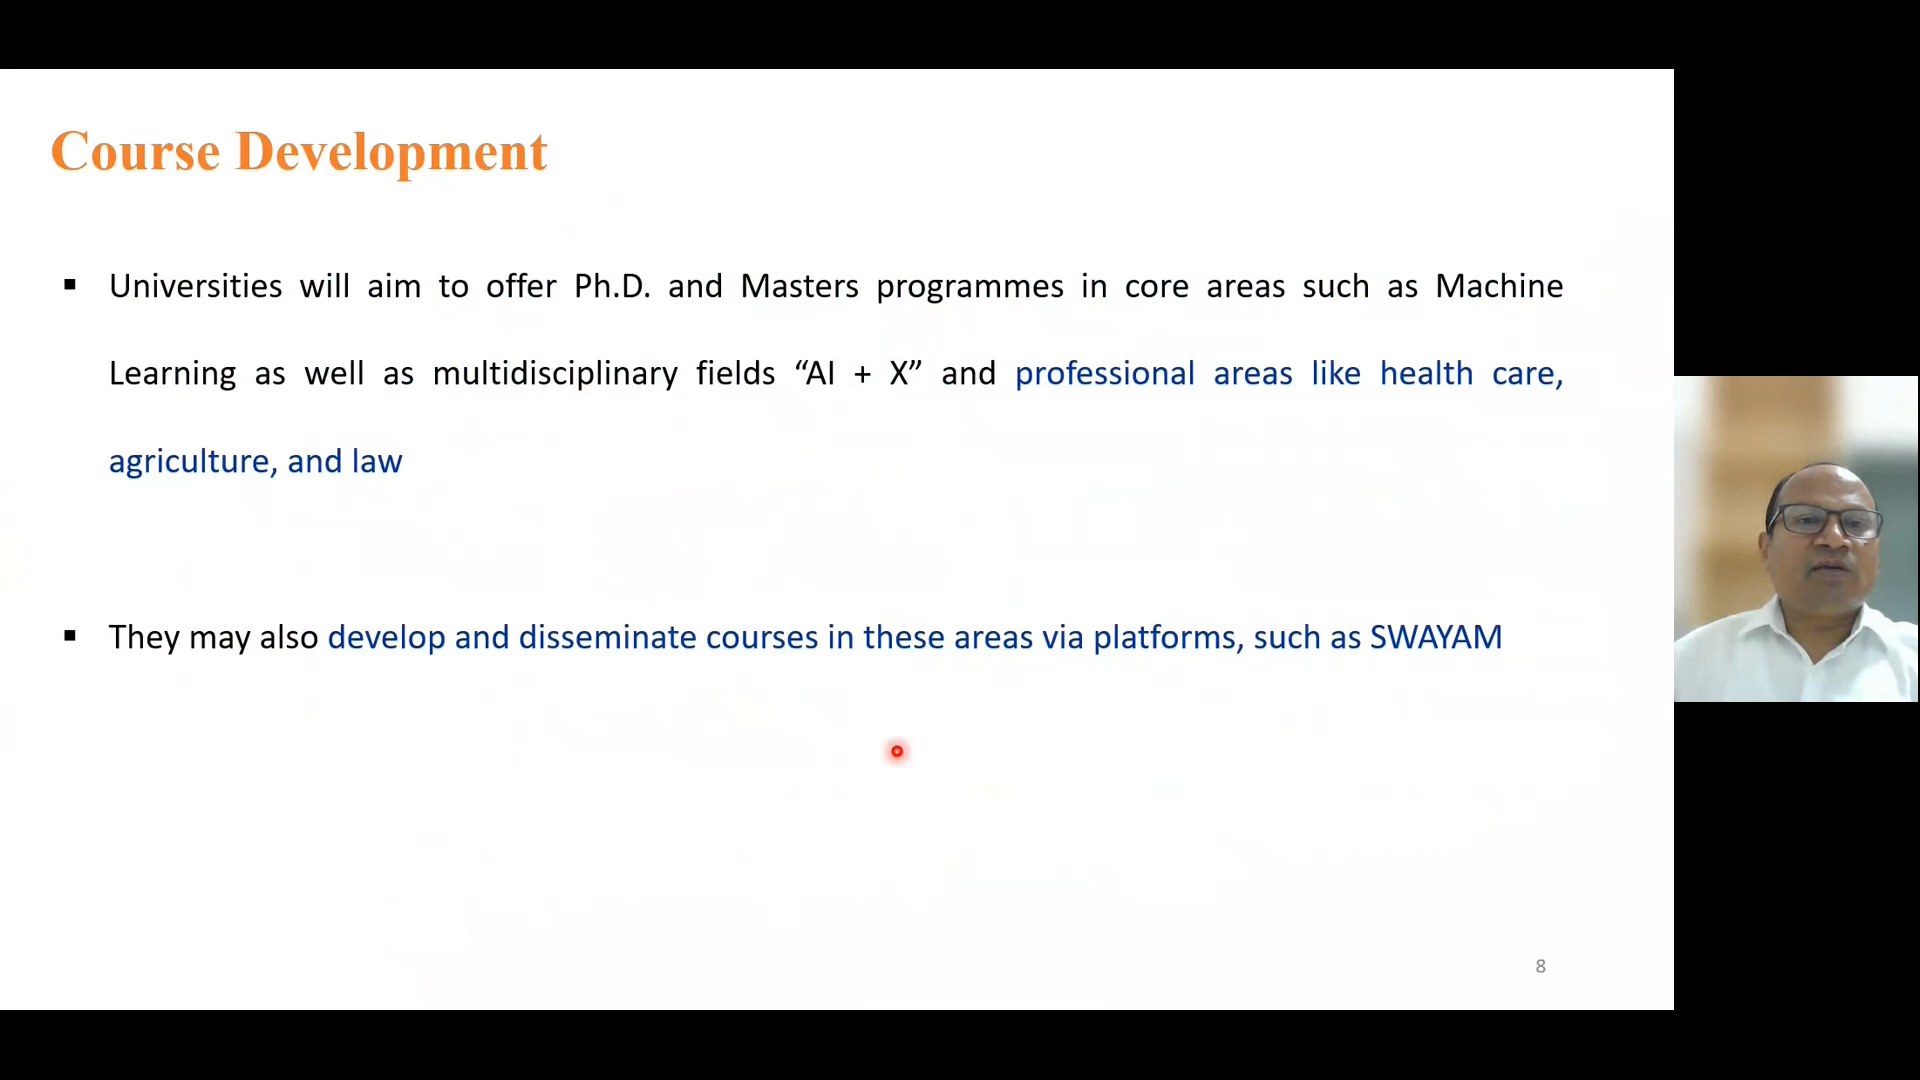 Course Development
▪ Universities will aim to offer Ph.D. and Masters programmes in core areas such as Machine
Learning as well as multidisciplinary fields “AI + X” and professional areas like health care,
agriculture, and law
▪ They may also develop and disseminate courses in these areas via platforms, such as SWAYAM
8